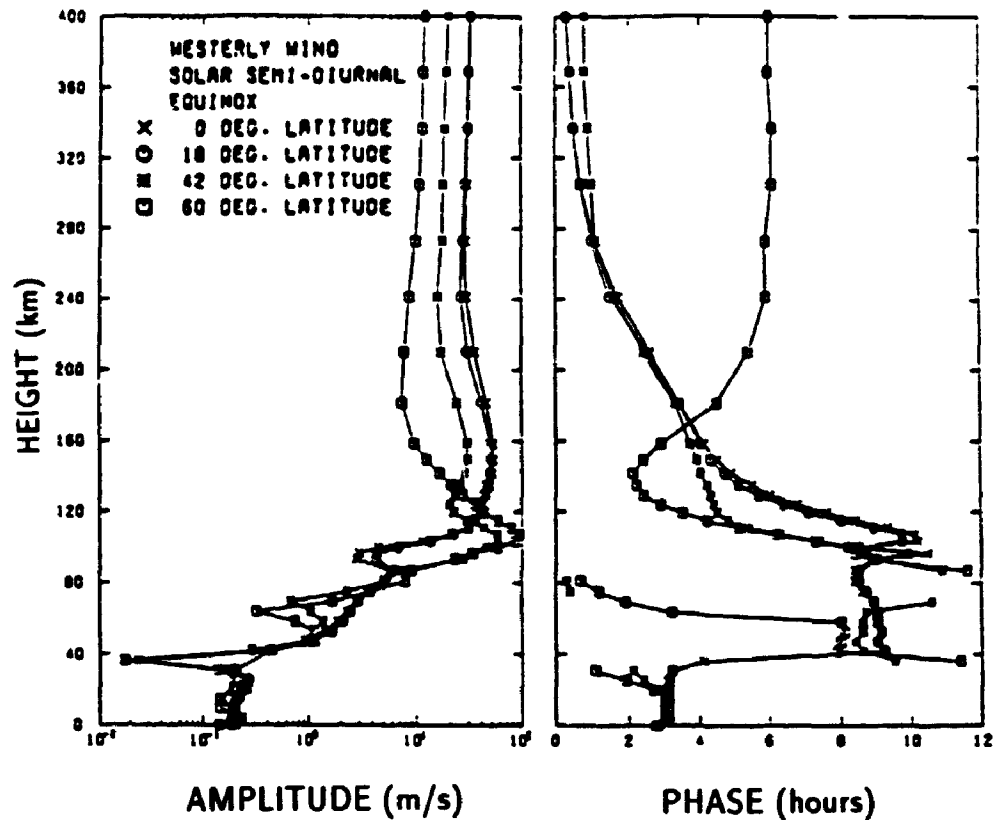 400
360
320
280
240
200
160
120
80
40
0
HEIGHT (km)
WESTERLY WIND
SOLAR SEMI-DIURNAL
EQUINOX
0 DEG. LATITUDE
18 DEG. LATITUDE
42 DEG. LATITUDE
60 DEG. LATITUDE
0 2 4 6 8 10 12
AMPLITUDE (m/s)
PHASE (hours)